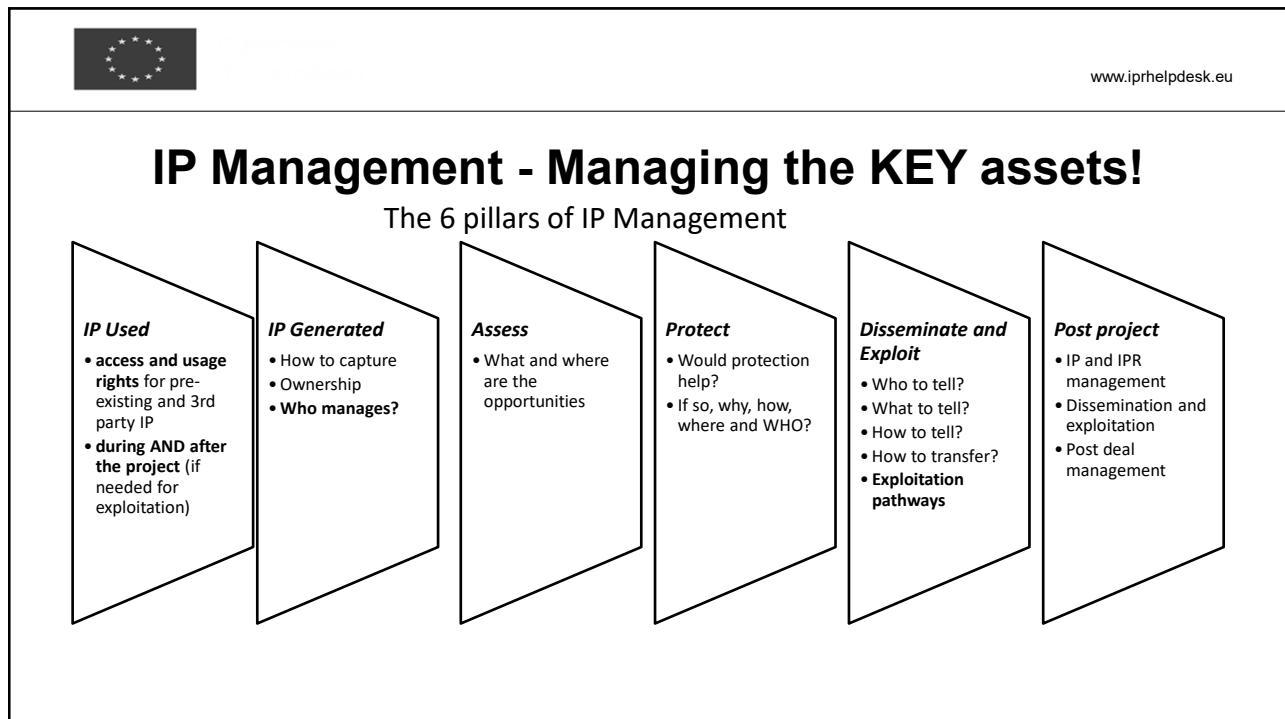 www.iprhelpdesk.eu
IP Management - Managing the KEY assets!
The 6 pillars of IP Management
IP Used
• access and usage
rights for pre-
existing and 3rd
party IP
• during AND after
the project (if
needed for
exploitation)
IP Generated
• How to capture
• Ownership
• Who manages?
Assess
• What and where
are the
opportunities
Protect
• Would protection
help?
• If so, why, how,
where and WHO?
Disseminate and
Exploit
• Who to tell?
• What to tell?
• How to tell?
• How to transfer?
• Exploitation
pathways
Post project
• IP and IPR
management
• Dissemination and
exploitation
• Post deal
management